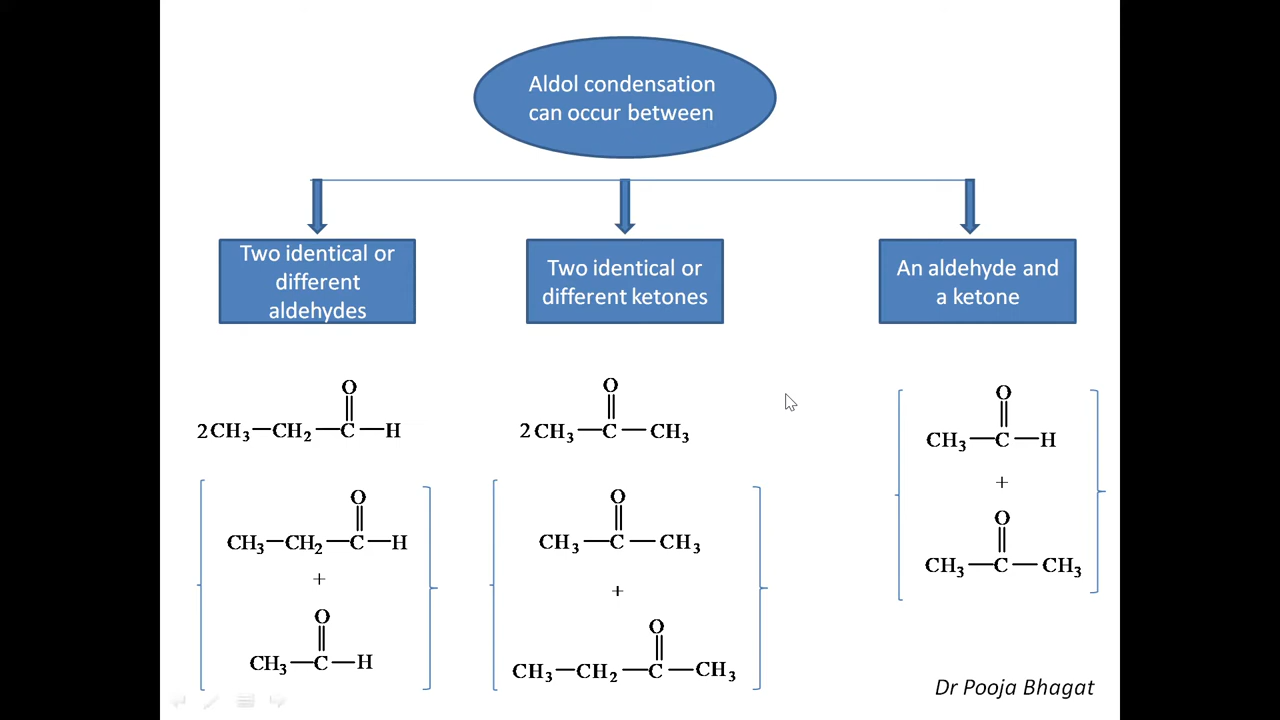 Aldol condensation
can occur between
Two identical or
different
aldehydes
Two identical or
different ketones
An aldehyde and
a ketone
O
2CH₃—CH₂—C—H
O
2CH₃—C—CH₃
O
CH₃—C—H
+
O
CH₃—C—CH₃
O
CH₃—CH₂—C—H
+
O
CH₃—C—H
O
CH₃—C—CH₃
+
O
CH₃—CH₂—C—CH₃
Dr Pooja Bhagat